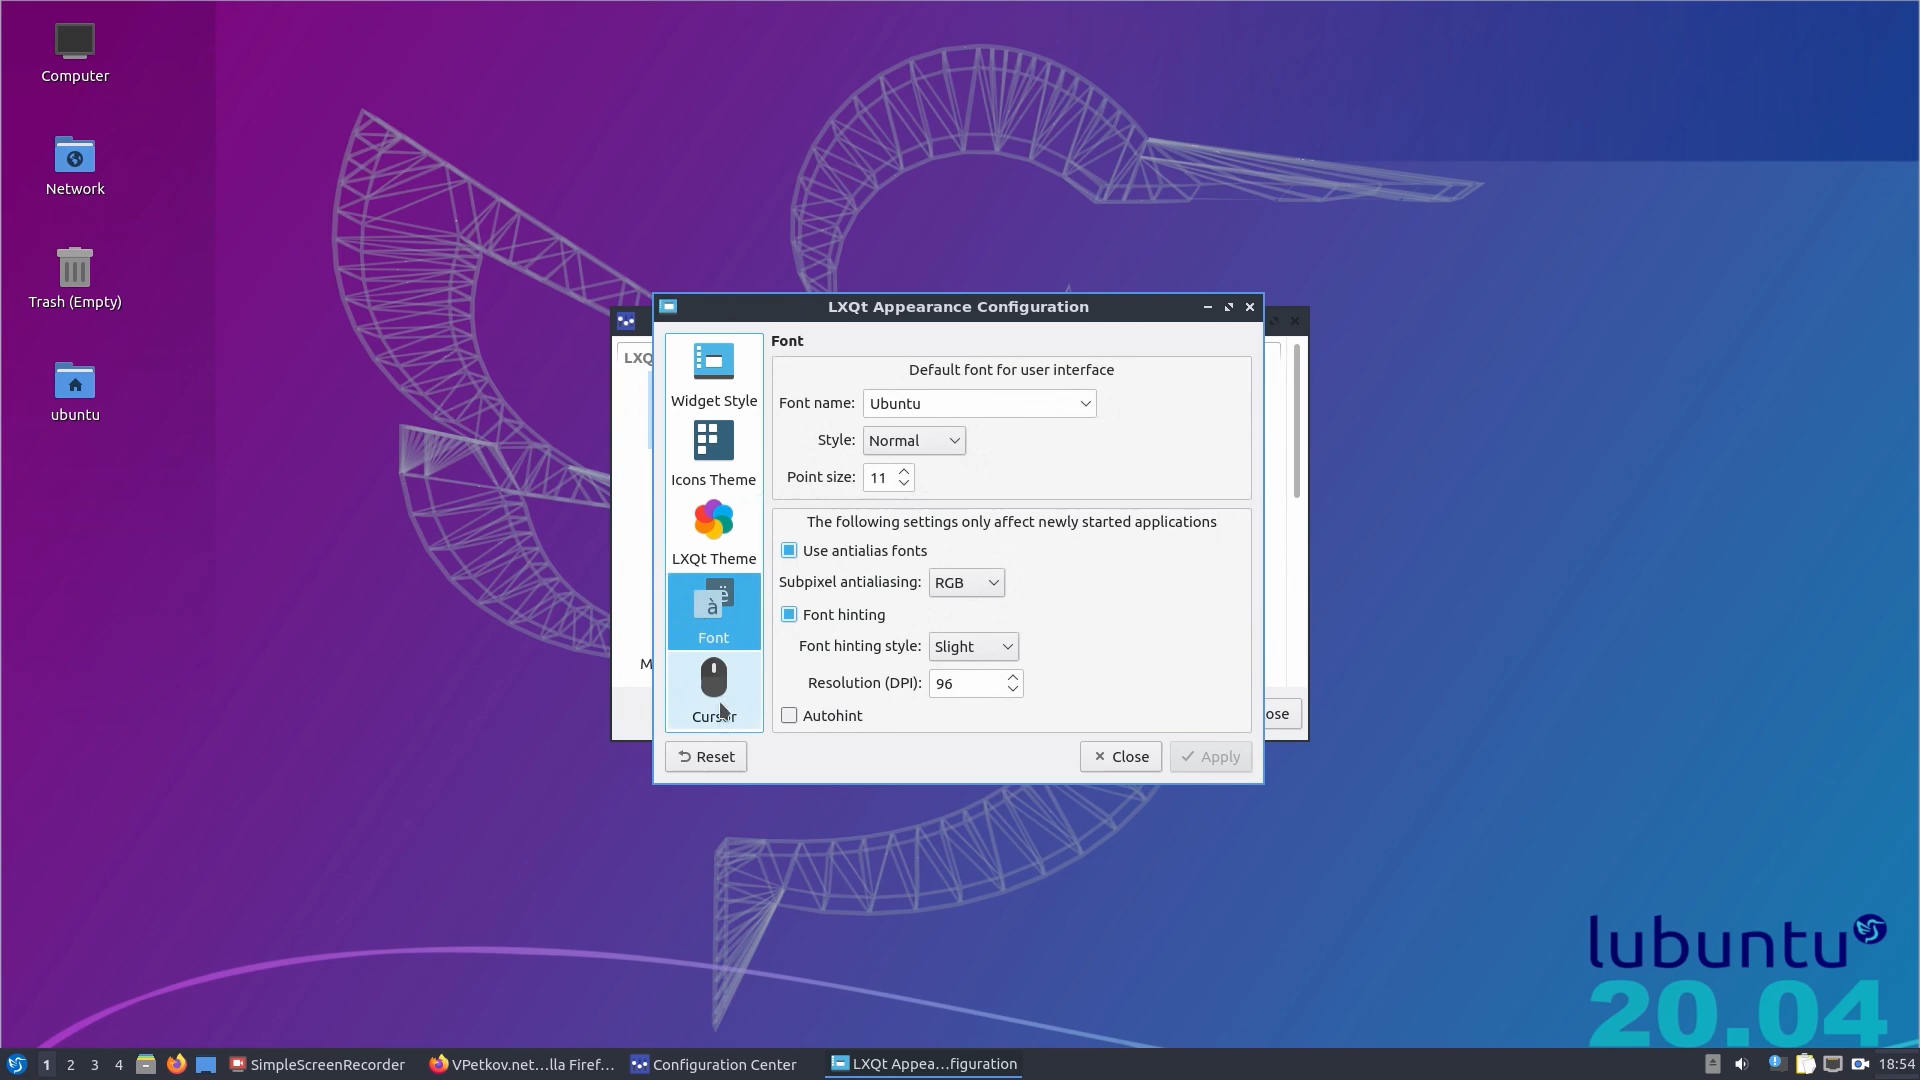 Computer
Network
Trash (Empty)
ubuntu
LXQt Appearance Configuration
LXQ
Widget Style
Icons Theme
LXQt Theme
Font
Cursor
Font
Default font for user interface
Font name: Ubuntu
Style: Normal
Point size: 11
The following settings only affect newly started applications
Use antialias fonts
Subpixel antialiasing: RGB
Font hinting
Font hinting style: Slight
Resolution (DPI): 96
Autohint
M
ose
Reset
Close
Apply
lubuntu
20.04
1 2 3 4 SimpleScreenRecorder VPetkov.net...lla Firef... Configuration Center LXQt Appea...figuration 18:54